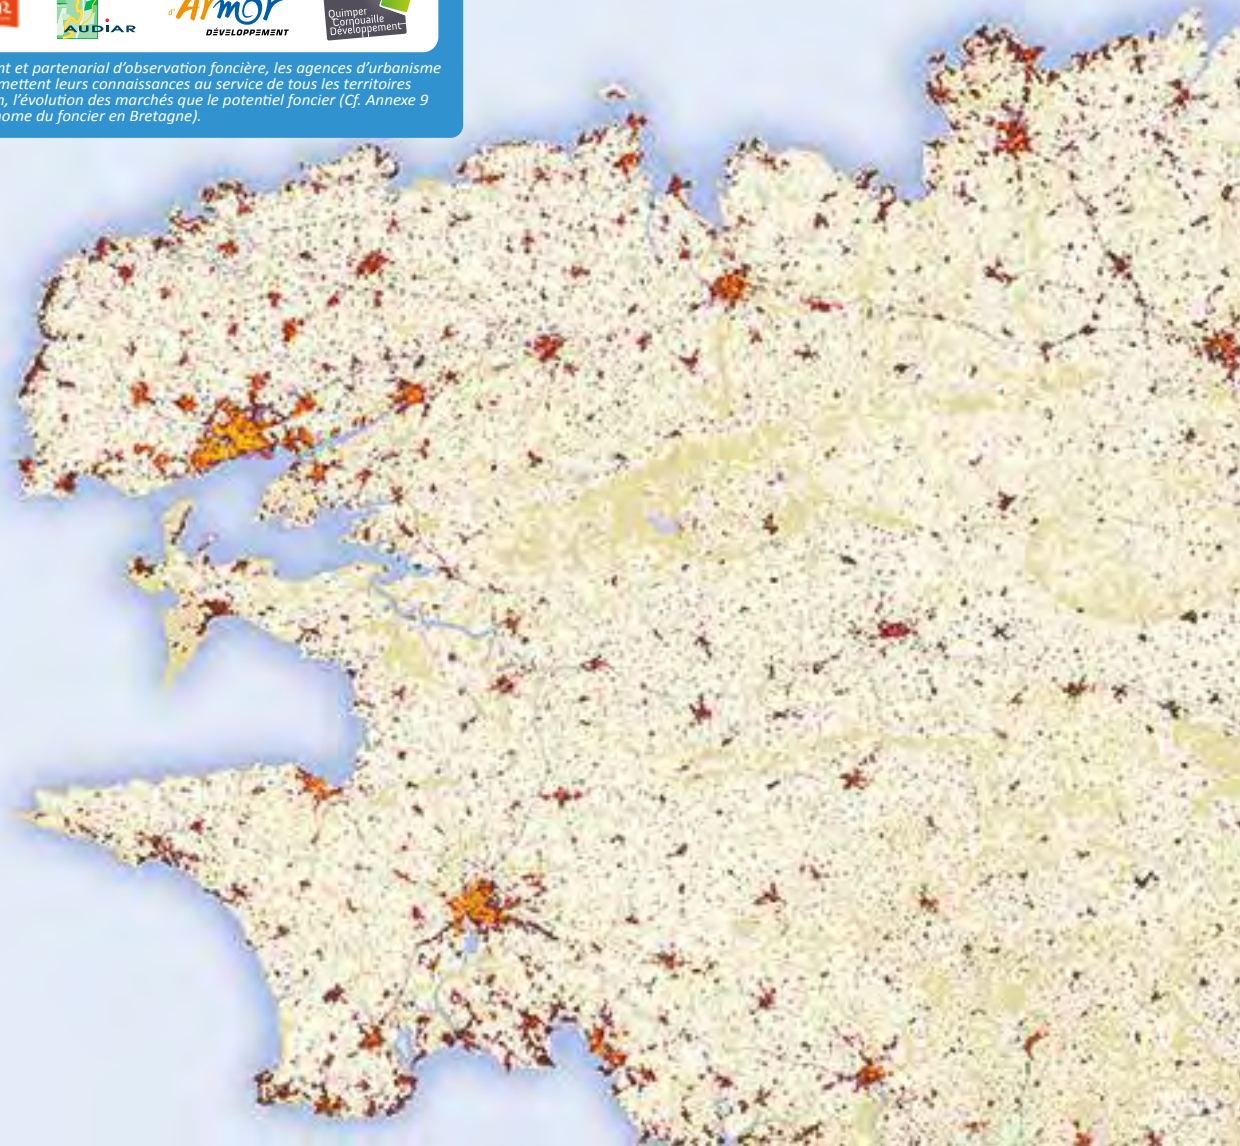 AUDIAR
d'Armor
DÉVELOPPEMENT
Quimper
Cornouaille
Développement
nt et partenarial d’observation foncière, les agences d’urbanisme
mettent leurs connaissances au service de tous les territoires
n, l’évolution des marchés que le potentiel foncier (Cf. Annexe 9
nome du foncier en Bretagne).